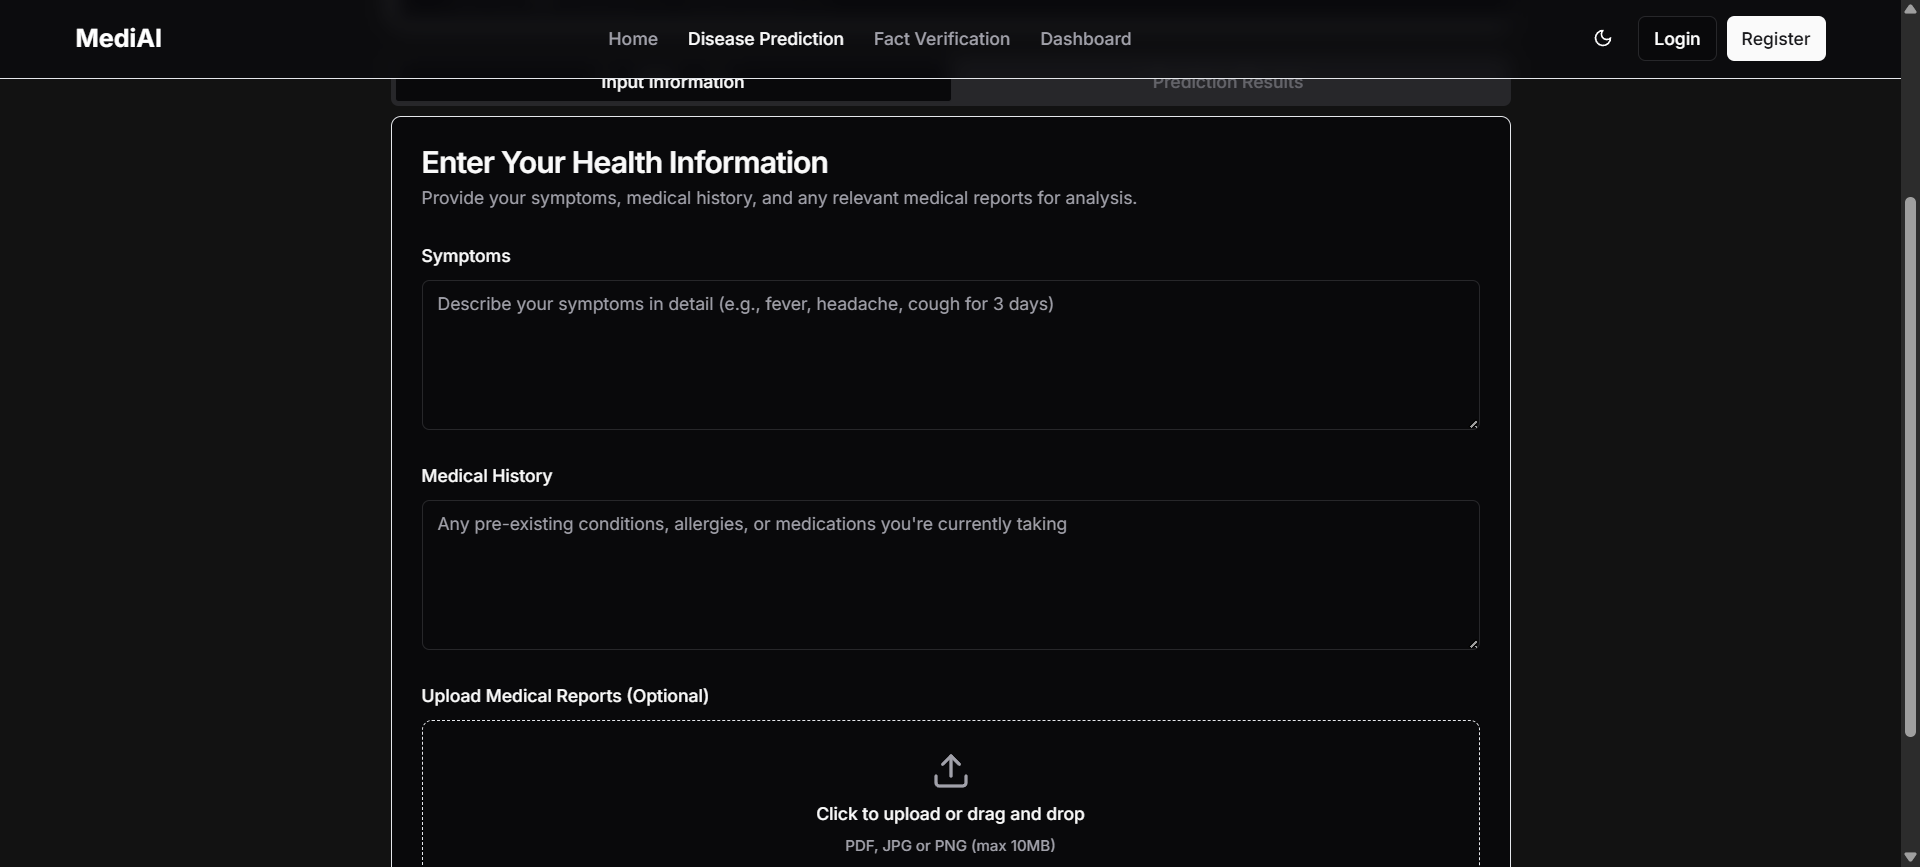 MediAI
Home
Disease Prediction
Fact Verification
Dashboard
Login
Register
Input Information
Prediction Results
Enter Your Health Information
Provide your symptoms, medical history, and any relevant medical reports for analysis.
Symptoms
Describe your symptoms in detail (e.g., fever, headache, cough for 3 days)
Medical History
Any pre-existing conditions, allergies, or medications you're currently taking
Upload Medical Reports (Optional)
Click to upload or drag and drop
PDF, JPG or PNG (max 10MB)